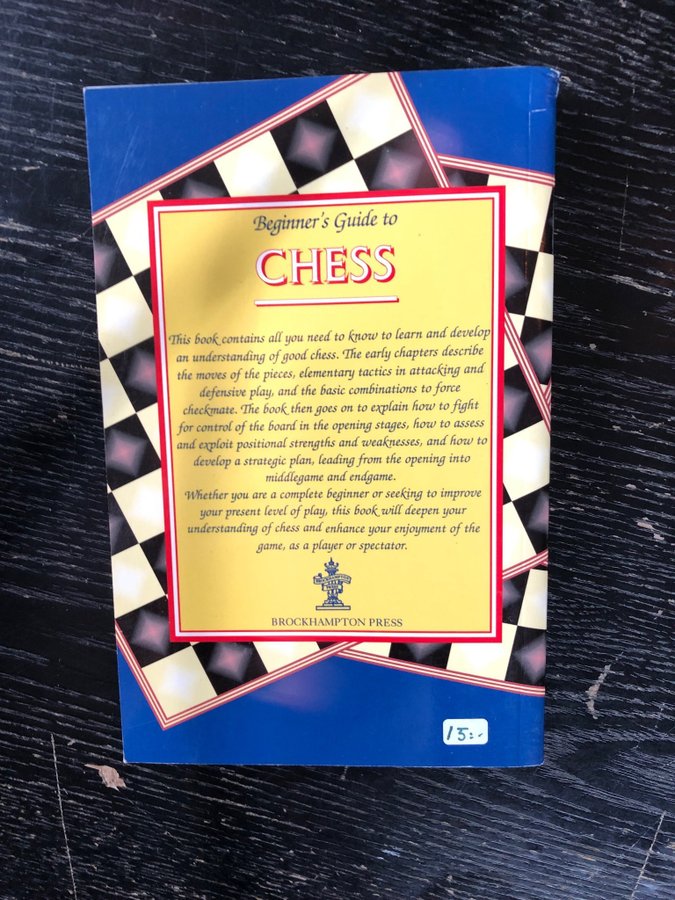 Beginner's Guide to
CHESS
This book contains all you need to know to learn and develop
an understanding of good chess. The early chapters describe
the moves of the pieces, elementary tactics in attacking and
defensive play, and the basic combinations to force
checkmate. The book then goes on to explain how to fight
for control of the board in the opening stages, how to assess
and exploit positional strengths and weaknesses, and how to
develop a strategic plan, leading from the opening into
middlegame and endgame.
Whether you are a complete beginner or seeking to improve
your present level of play, this book will deepen your
understanding of chess and enhance your enjoyment of the
game, as a player or spectator.
BROCKHAMPTON
BROCKHAMPTON PRESS
15:-